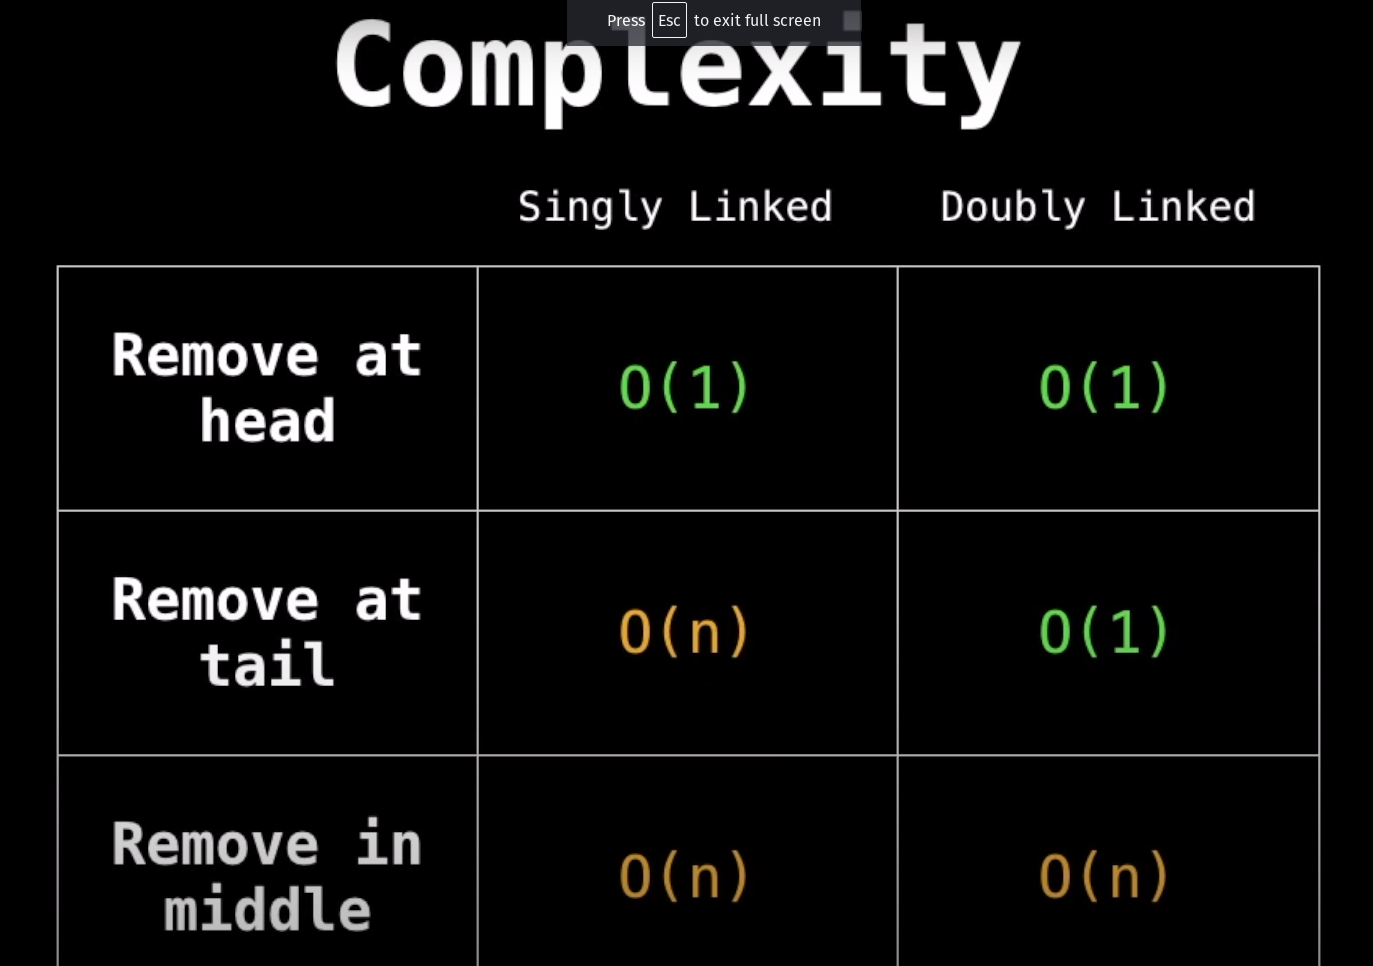 Press Esc to exit full screen
Complexity
Singly Linked Doubly Linked
Remove at
head
O(1) O(1)
Remove at
tail
O(n) O(1)
Remove in
middle
O(n) O(n)